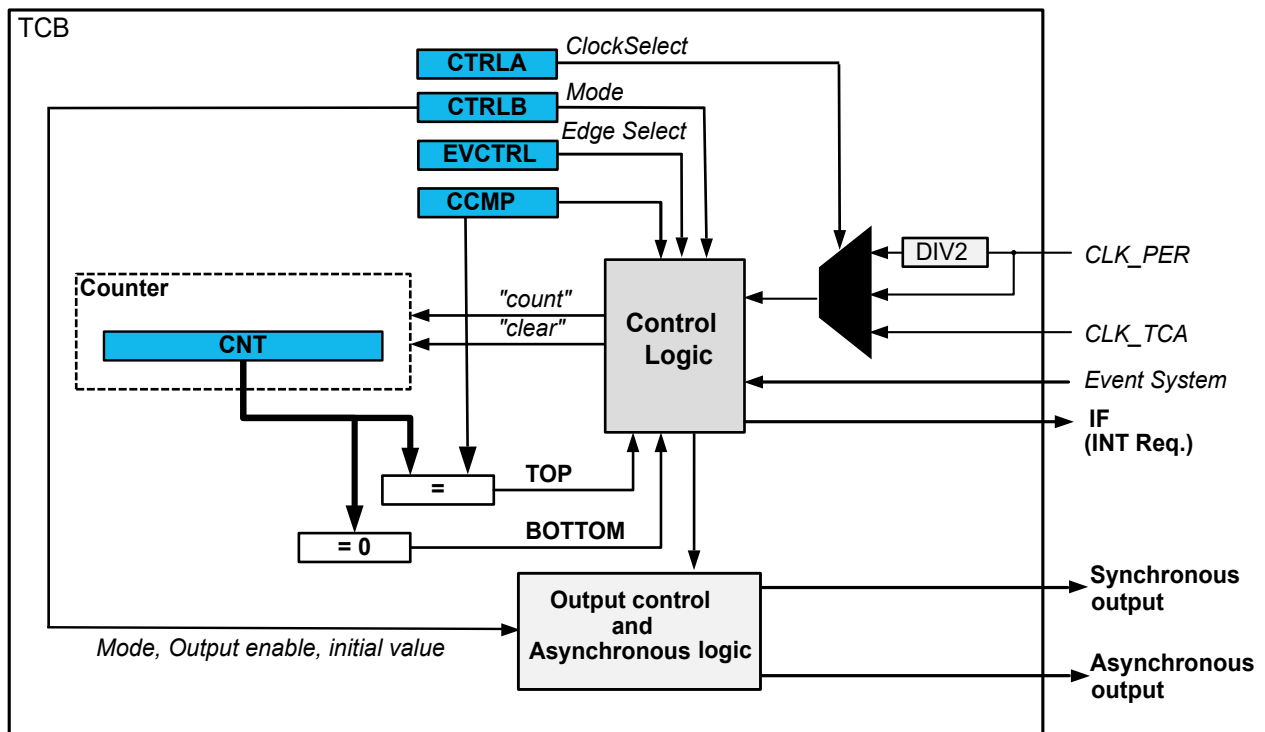 TCB
CTRLA
ClockSelect
CTRLB
Mode
EVCTRL
Edge Select
CCMP
DIV2
CLK_PER
Counter
"count"
"clear"
CNT
Control
Logic
CLK_TCA
Event System
IF
(INT Req.)
=
TOP
= 0
BOTTOM
Output control
and
Asynchronous logic
Synchronous
output
Mode, Output enable, initial value
Asynchronous
output